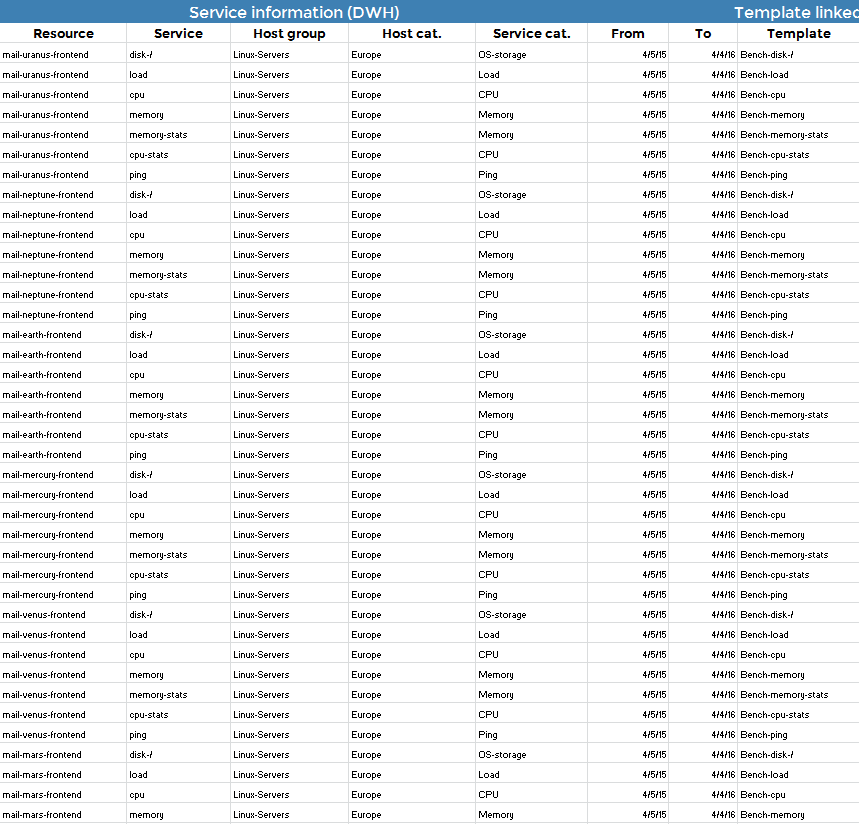 Service information (DWH) Template linked
Resource Service Host group Host cat. Service cat. From To Template
mail-uranus-frontend disk-/ Linux-Servers Europe OS-storage 4/5/15 4/4/16 Bench-disk-/
mail-uranus-frontend load Linux-Servers Europe Load 4/5/15 4/4/16 Bench-load
mail-uranus-frontend cpu Linux-Servers Europe CPU 4/5/15 4/4/16 Bench-cpu
mail-uranus-frontend memory Linux-Servers Europe Memory 4/5/15 4/4/16 Bench-memory
mail-uranus-frontend memory-stats Linux-Servers Europe Memory 4/5/15 4/4/16 Bench-memory-stats
mail-uranus-frontend cpu-stats Linux-Servers Europe CPU 4/5/15 4/4/16 Bench-cpu-stats
mail-uranus-frontend ping Linux-Servers Europe Ping 4/5/15 4/4/16 Bench-ping
mail-neptune-frontend disk-/ Linux-Servers Europe OS-storage 4/5/15 4/4/16 Bench-disk-/
mail-neptune-frontend load Linux-Servers Europe Load 4/5/15 4/4/16 Bench-load
mail-neptune-frontend cpu Linux-Servers Europe CPU 4/5/15 4/4/16 Bench-cpu
mail-neptune-frontend memory Linux-Servers Europe Memory 4/5/15 4/4/16 Bench-memory
mail-neptune-frontend memory-stats Linux-Servers Europe Memory 4/5/15 4/4/16 Bench-memory-stats
mail-neptune-frontend cpu-stats Linux-Servers Europe CPU 4/5/15 4/4/16 Bench-cpu-stats
mail-neptune-frontend ping Linux-Servers Europe Ping 4/5/15 4/4/16 Bench-ping
mail-earth-frontend disk-/ Linux-Servers Europe OS-storage 4/5/15 4/4/16 Bench-disk-/
mail-earth-frontend load Linux-Servers Europe Load 4/5/15 4/4/16 Bench-load
mail-earth-frontend cpu Linux-Servers Europe CPU 4/5/15 4/4/16 Bench-cpu
mail-earth-frontend memory Linux-Servers Europe Memory 4/5/15 4/4/16 Bench-memory
mail-earth-frontend memory-stats Linux-Servers Europe Memory 4/5/15 4/4/16 Bench-memory-stats
mail-earth-frontend cpu-stats Linux-Servers Europe CPU 4/5/15 4/4/16 Bench-cpu-stats
mail-earth-frontend ping Linux-Servers Europe Ping 4/5/15 4/4/16 Bench-ping
mail-mercury-frontend disk-/ Linux-Servers Europe OS-storage 4/5/15 4/4/16 Bench-disk-/
mail-mercury-frontend load Linux-Servers Europe Load 4/5/15 4/4/16 Bench-load
mail-mercury-frontend cpu Linux-Servers Europe CPU 4/5/15 4/4/16 Bench-cpu
mail-mercury-frontend memory Linux-Servers Europe Memory 4/5/15 4/4/16 Bench-memory
mail-mercury-frontend memory-stats Linux-Servers Europe Memory 4/5/15 4/4/16 Bench-memory-stats
mail-mercury-frontend cpu-stats Linux-Servers Europe CPU 4/5/15 4/4/16 Bench-cpu-stats
mail-mercury-frontend ping Linux-Servers Europe Ping 4/5/15 4/4/16 Bench-ping
mail-venus-frontend disk-/ Linux-Servers Europe OS-storage 4/5/15 4/4/16 Bench-disk-/
mail-venus-frontend load Linux-Servers Europe Load 4/5/15 4/4/16 Bench-load
mail-venus-frontend cpu Linux-Servers Europe CPU 4/5/15 4/4/16 Bench-cpu
mail-venus-frontend memory Linux-Servers Europe Memory 4/5/15 4/4/16 Bench-memory
mail-venus-frontend memory-stats Linux-Servers Europe Memory 4/5/15 4/4/16 Bench-memory-stats
mail-venus-frontend cpu-stats Linux-Servers Europe CPU 4/5/15 4/4/16 Bench-cpu-stats
mail-venus-frontend ping Linux-Servers Europe Ping 4/5/15 4/4/16 Bench-ping
mail-mars-frontend disk-/ Linux-Servers Europe OS-storage 4/5/15 4/4/16 Bench-disk-/
mail-mars-frontend load Linux-Servers Europe Load 4/5/15 4/4/16 Bench-load
mail-mars-frontend cpu Linux-Servers Europe CPU 4/5/15 4/4/16 Bench-cpu
mail-mars-frontend memory Linux-Servers Europe Memory 4/5/15 4/4/16 Bench-memory